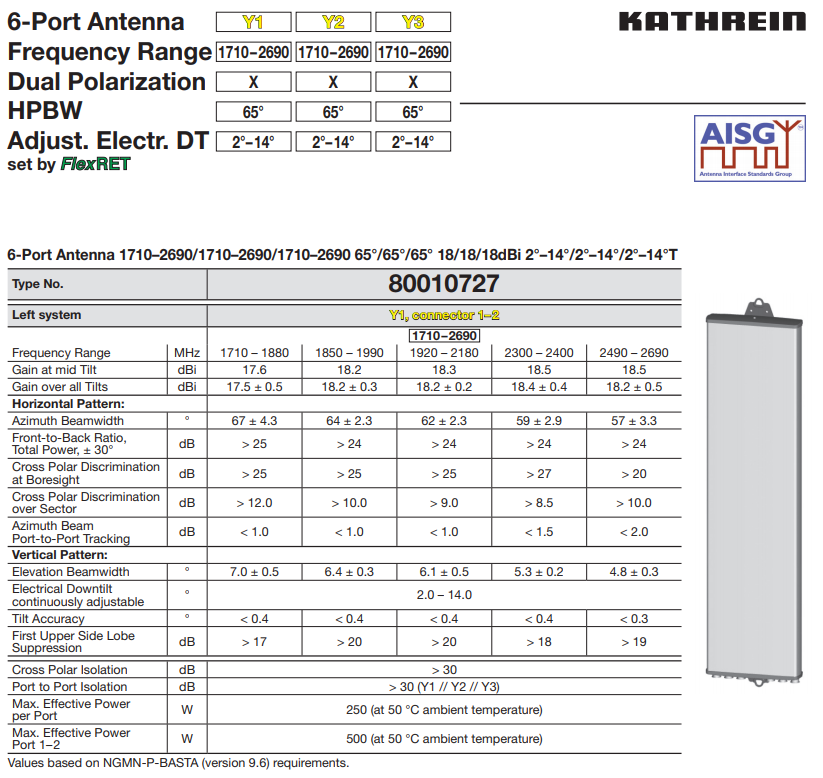 6-Port Antenna Y1 Y2 Y3
Frequency Range 1710–2690 1710–2690 1710–2690
Dual Polarization X X X
HPBW 65° 65° 65°
Adjust. Electr. DT 2°–14° 2°–14° 2°–14°
set by FlexRET
KATHREIN
AISG
TM
Antenna Interface Standards Group
6-Port Antenna 1710–2690/1710–2690/1710–2690 65°/65°/65° 18/18/18dBi 2°–14°/2°–14°/2°–14°T
Type No. 80010727
Left system Y1, connector 1–2
1710–2690
Frequency Range MHz 1710 – 1880 1850 – 1990 1920 – 2180 2300 – 2400 2490 – 2690
Gain at mid Tilt dBi 17.6 18.2 18.3 18.5 18.5
Gain over all Tilts dBi 17.5 ± 0.5 18.2 ± 0.3 18.2 ± 0.2 18.4 ± 0.4 18.2 ± 0.5
Horizontal Pattern:
Azimuth Beamwidth ° 67 ± 4.3 64 ± 2.3 62 ± 2.3 59 ± 2.9 57 ± 3.3
Front-to-Back Ratio,
Total Power, ± 30° dB > 25 > 24 > 24 > 24 > 24
Cross Polar Discrimination
at Boresight dB > 25 > 25 > 25 > 27 > 20
Cross Polar Discrimination
over Sector dB > 12.0 > 10.0 > 9.0 > 8.5 > 10.0
Azimuth Beam
Port-to-Port Tracking dB < 1.0 < 1.0 < 1.0 < 1.5 < 2.0
Vertical Pattern:
Elevation Beamwidth ° 7.0 ± 0.5 6.4 ± 0.3 6.1 ± 0.5 5.3 ± 0.2 4.8 ± 0.3
Electrical Downtilt
continuously adjustable ° 2.0 – 14.0
Tilt Accuracy ° < 0.4 < 0.4 < 0.4 < 0.4 < 0.3
First Upper Side Lobe
Suppression dB > 17 > 20 > 20 > 18 > 19
Cross Polar Isolation dB > 30
Port to Port Isolation dB > 30 (Y1 // Y2 // Y3)
Max. Effective Power
per Port W 250 (at 50 °C ambient temperature)
Max. Effective Power
Port 1–2 W 500 (at 50 °C ambient temperature)
Values based on NGMN-P-BASTA (version 9.6) requirements.